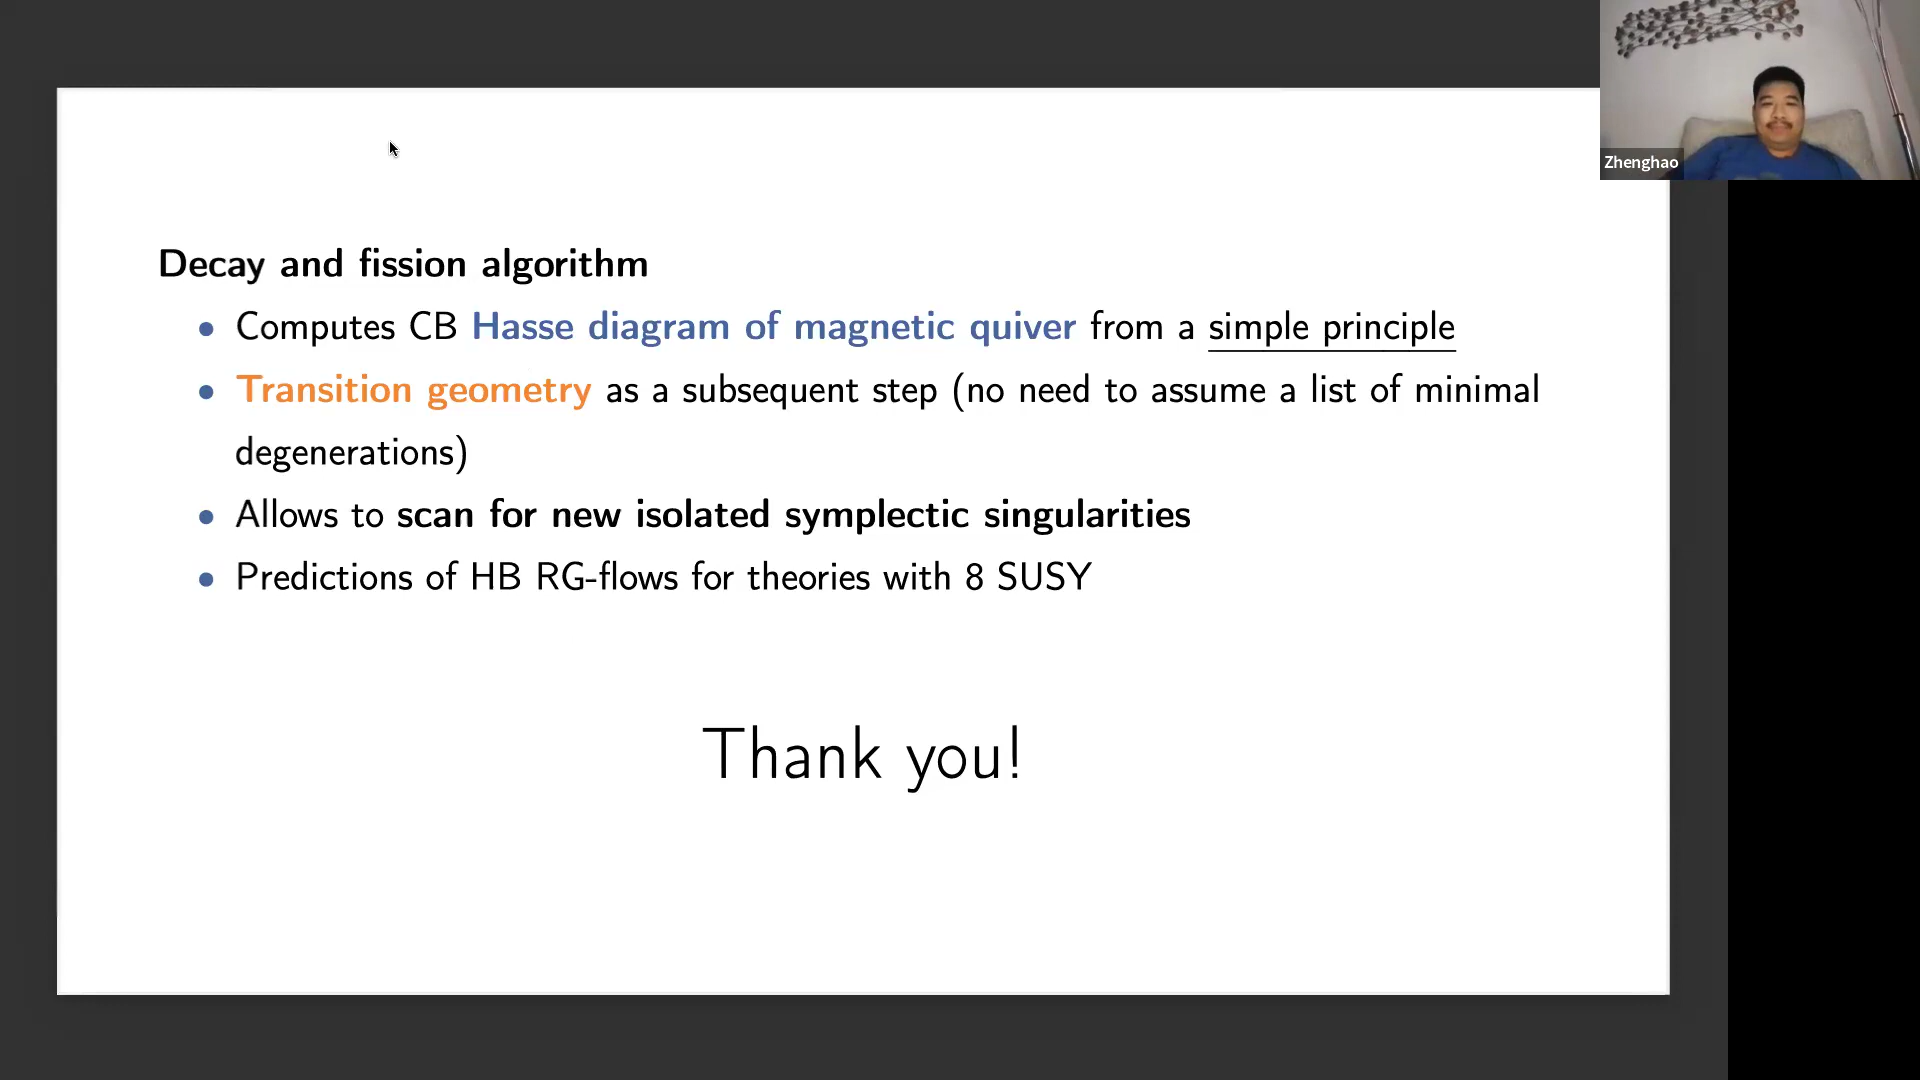 Zhenghao
Decay and fission algorithm
• Computes CB Hasse diagram of magnetic quiver from a simple principle
• Transition geometry as a subsequent step (no need to assume a list of minimal
degenerations)
• Allows to scan for new isolated symplectic singularities
• Predictions of HB RG-flows for theories with 8 SUSY
Thank you!